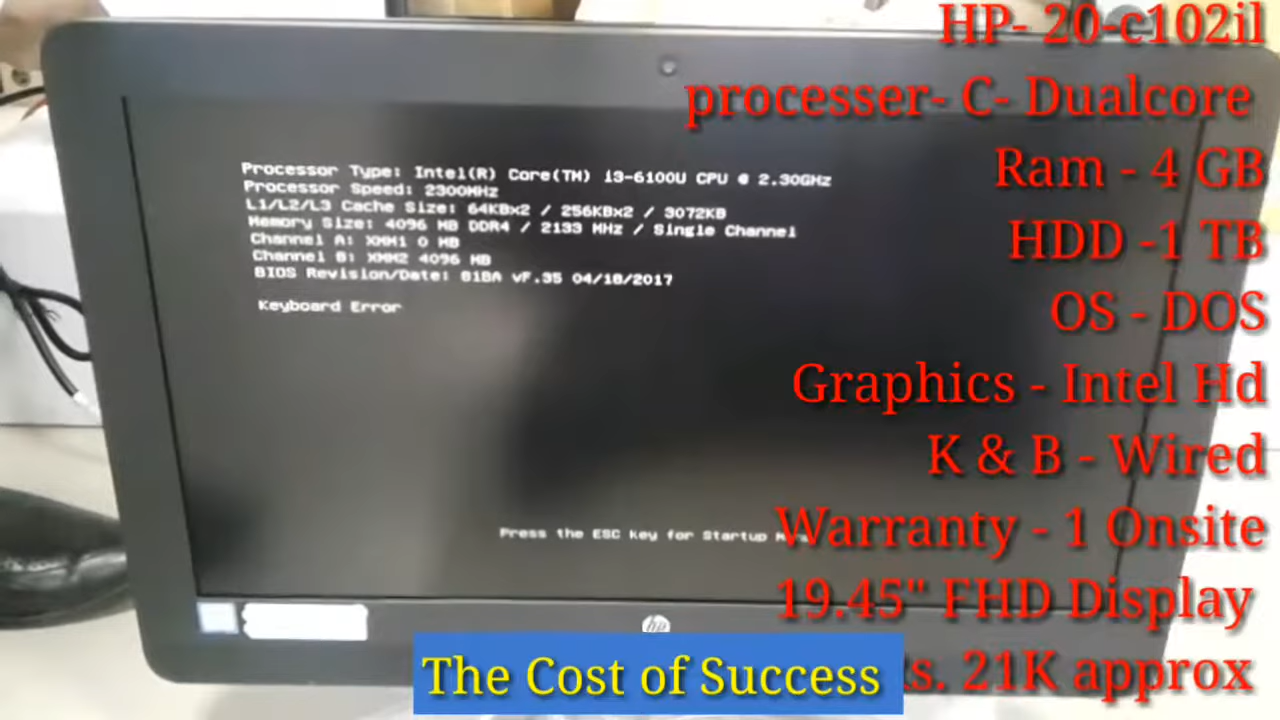 HP- 20-c102il
processer- C- Dualcore
Ram - 4 GB
HDD -1 TB
OS - DOS
Graphics - Intel Hd
K & B - Wired
Warranty - 1 Onsite
19.45" FHD Display
Rs. 21K approx
Processor Type: Intel(R) Core(TM) i3-6100U CPU @ 2.30GHz
Processor Speed: 2300MHz
L1/L2/L3 Cache Size: 64KBx2 / 256KBx2 / 3072KB
Memory Size: 4096 MB DDR4 / 2133 MHz / Single Channel
Channel A: XMM1 0 MB
Channel B: XMM2 4096 MB
BIOS Revision/Date: 81BA vF.35 04/18/2017
Keyboard Error
Press the ESC key for Startup
hp
The Cost of Success